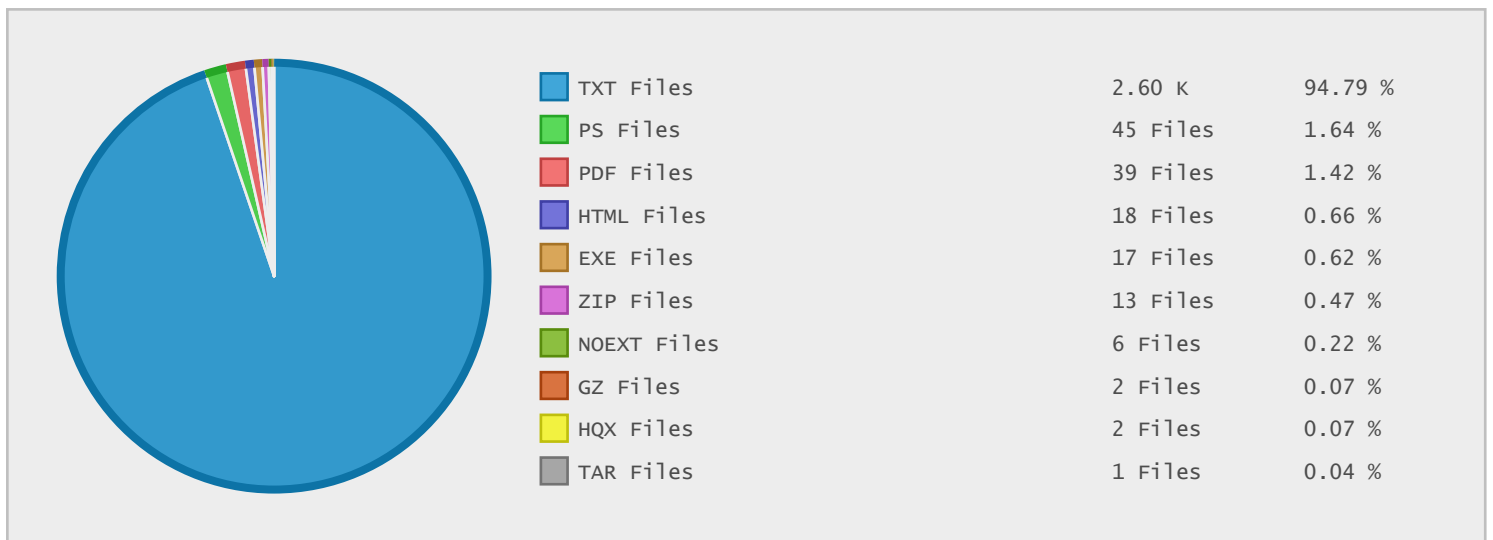 TXT Files 2.60 K 94.79 %
PS Files 45 Files 1.64 %
PDF Files 39 Files 1.42 %
HTML Files 18 Files 0.66 %
EXE Files 17 Files 0.62 %
ZIP Files 13 Files 0.47 %
NOEXT Files 6 Files 0.22 %
GZ Files 2 Files 0.07 %
HQX Files 2 Files 0.07 %
TAR Files 1 Files 0.04 %